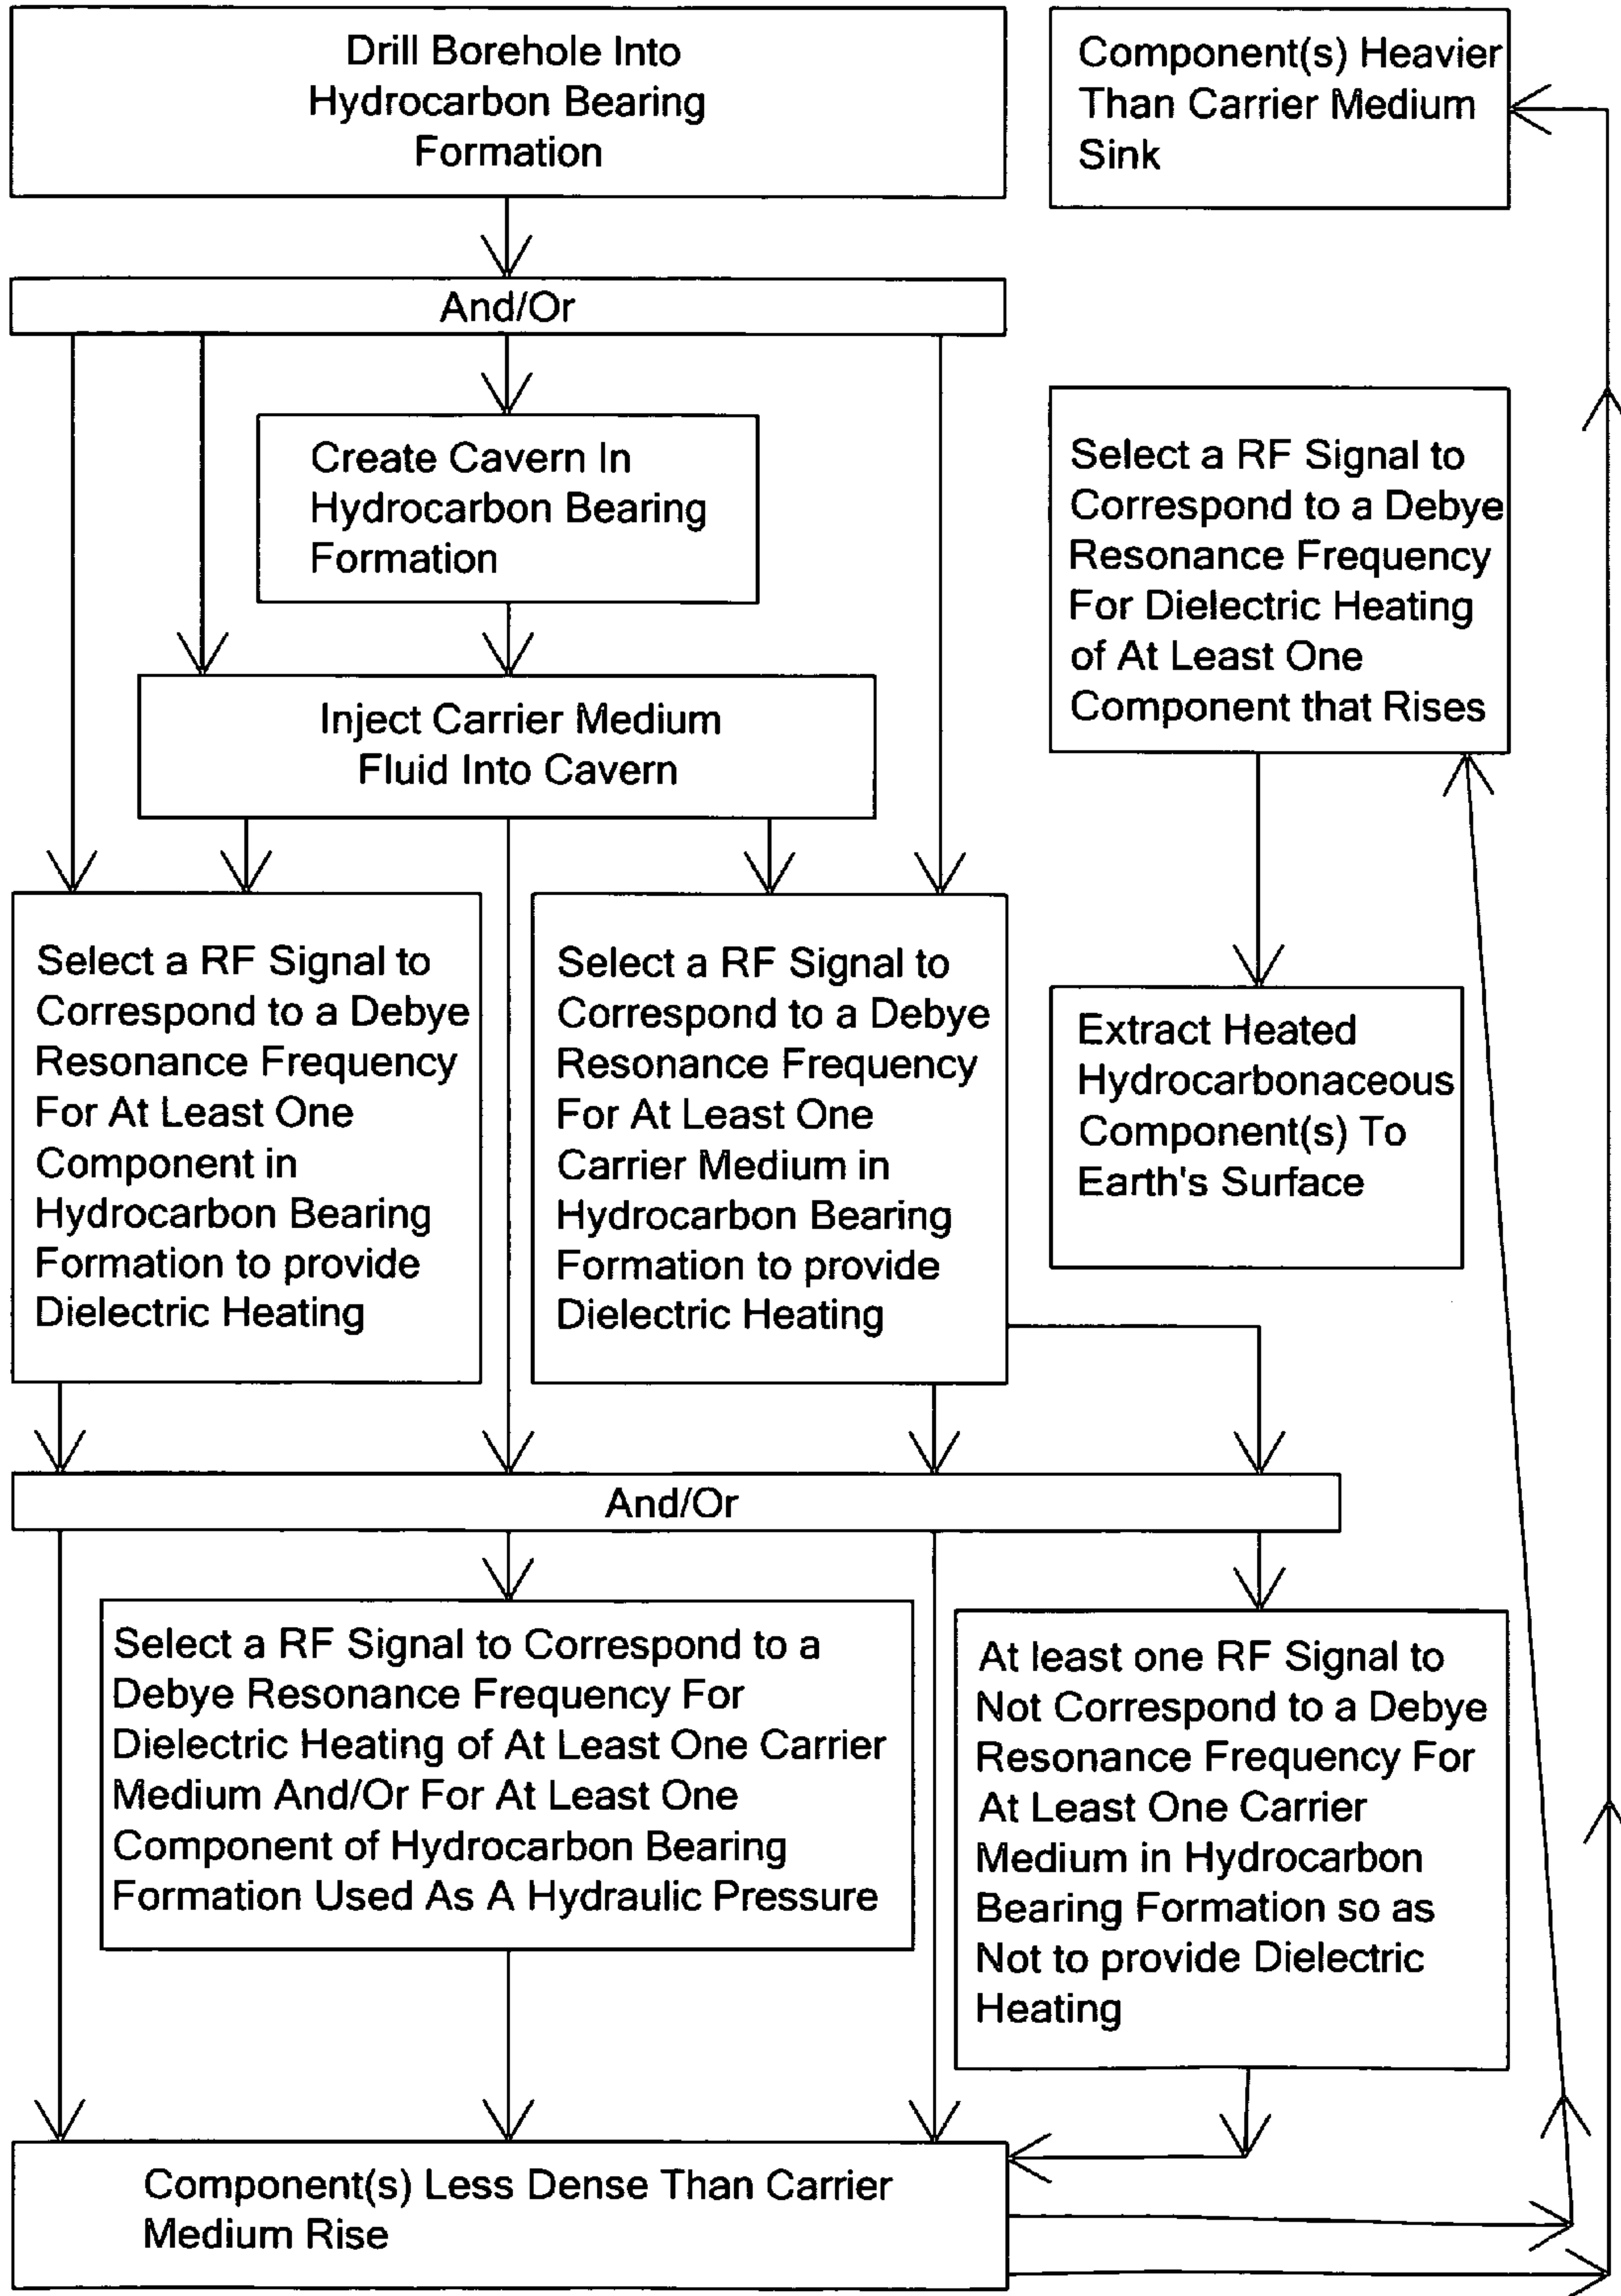 Drill Borehole Into
Hydrocarbon Bearing
Formation
And/Or
Create Cavern In
Hydrocarbon Bearing
Formation
Inject Carrier Medium
Fluid Into Cavern
Select a RF Signal to
Correspond to a Debye
Resonance Frequency
For At Least One
Component in
Hydrocarbon Bearing
Formation to provide
Dielectric Heating
Select a RF Signal to
Correspond to a Debye
Resonance Frequency
For At Least One
Carrier Medium in
Hydrocarbon Bearing
Formation to provide
Dielectric Heating
And/Or
Select a RF Signal to Correspond to a
Debye Resonance Frequency For
Dielectric Heating of At Least One Carrier
Medium And/Or For At Least One
Component of Hydrocarbon Bearing
Formation Used As A Hydraulic Pressure
At least one RF Signal to
Not Correspond to a Debye
Resonance Frequency For
At Least One Carrier
Medium in Hydrocarbon
Bearing Formation so as
Not to provide Dielectric
Heating
Component(s) Less Dense Than Carrier
Medium Rise
Component(s) Heavier
Than Carrier Medium
Sink
Select a RF Signal to
Correspond to a Debye
Resonance Frequency
For Dielectric Heating
of At Least One
Component that Rises
Extract Heated
Hydrocarbonaceous
Component(s) To
Earth's Surface